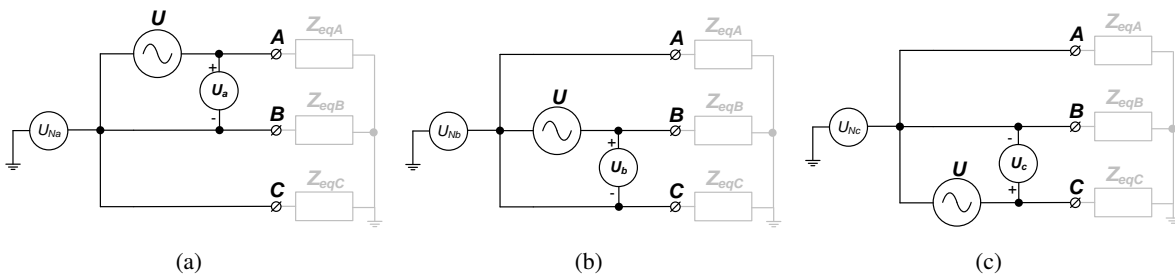 U
A
Z_eqA
+
U_a
-
U_Na
B
Z_eqB
C
Z_eqC
(a)
A
Z_eqA
U
B
Z_eqB
U_Nb
+
U_b
-
C
Z_eqC
(b)
A
Z_eqA
B
Z_eqB
U_Nc
-
U_c
+
U
C
Z_eqC
(c)